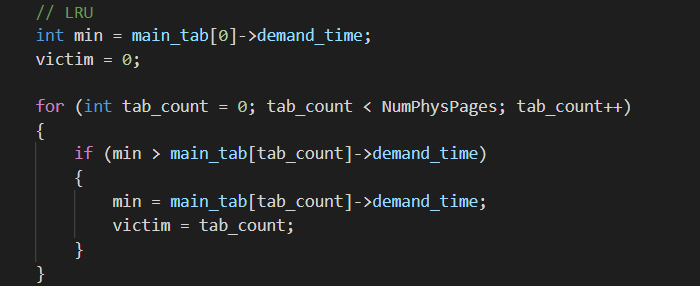 // LRU
int min = main_tab[0]->demand_time;
victim = 0;
for (int tab_count = 0; tab_count < NumPhysPages; tab_count++)
{
if (min > main_tab[tab_count]->demand_time)
{
min = main_tab[tab_count]->demand_time;
victim = tab_count;
}
}